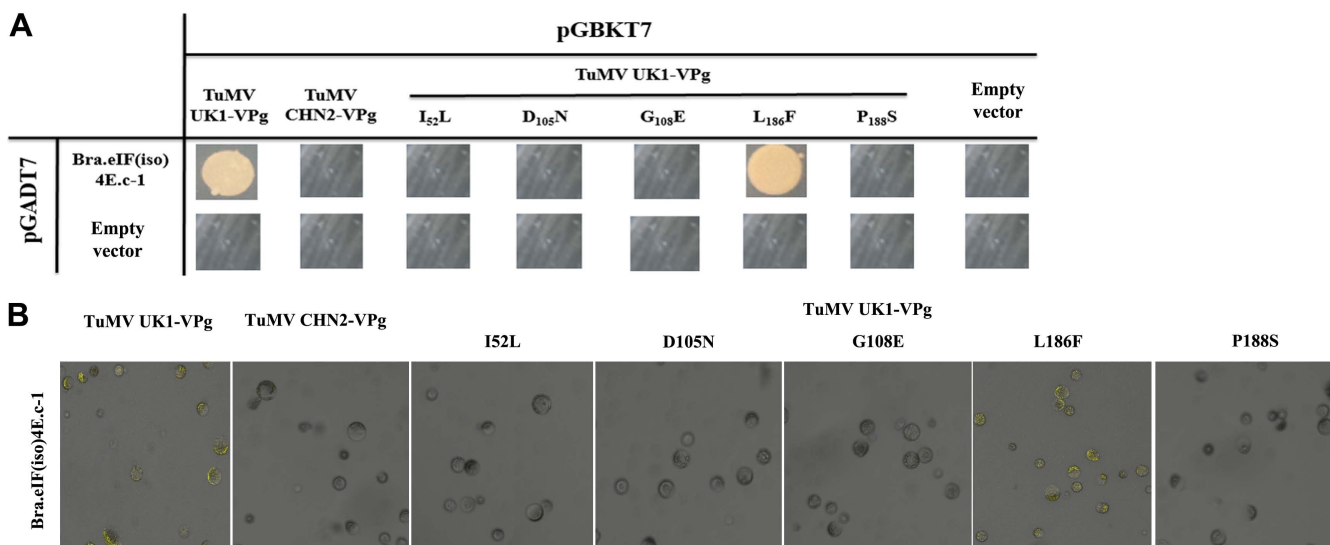 A
pGBKT7
TuMV UK1-VPg
TuMV
UK1-VPg
TuMV
CHN2-VPg
I52L
D105N
G108E
L186F
P188S
Empty
vector
pGADT7
Bra.eIF(iso)
4E.c-1
Empty
vector
B
TuMV UK1-VPg
TuMV CHN2-VPg
TuMV UK1-VPg
I52L
D105N
G108E
L186F
P188S
Bra.eIF(iso)4E.c-1